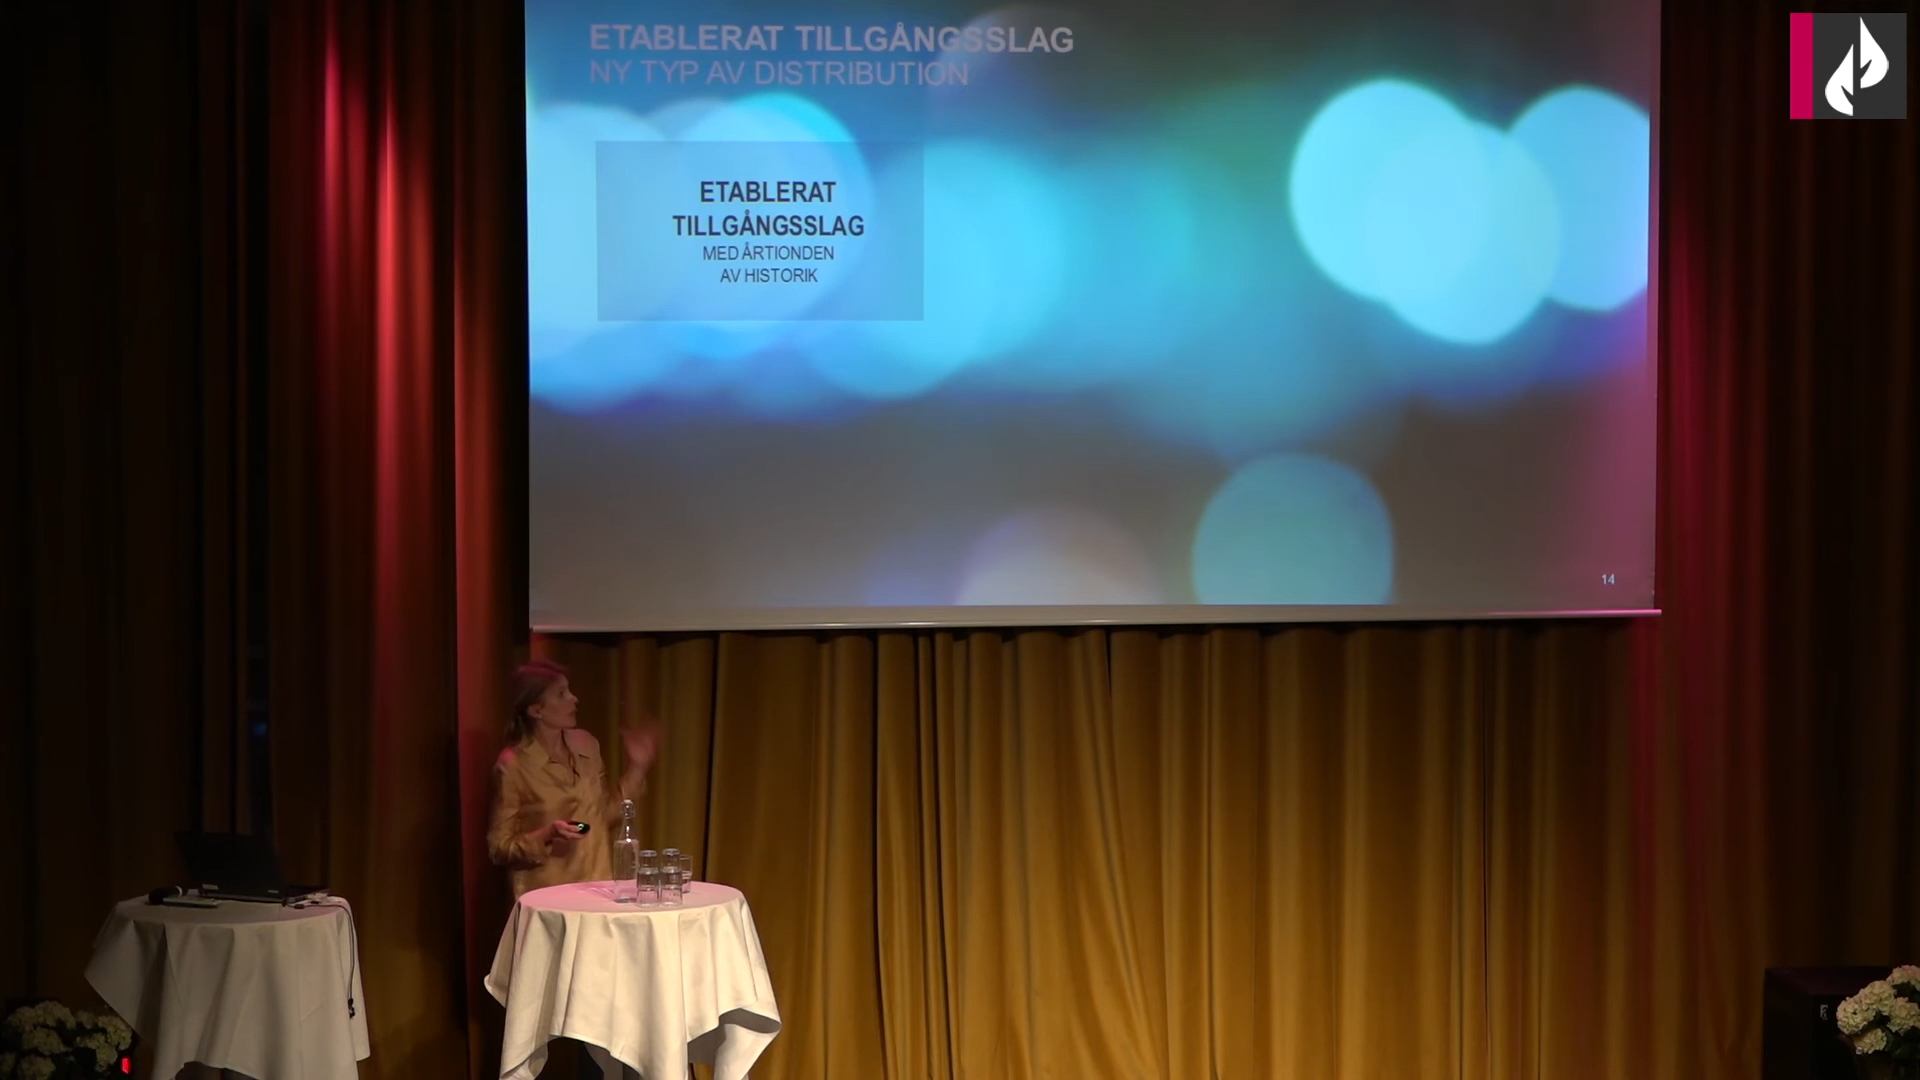 ETABLERAT TILLGÅNGSSLAG
NY TYP AV DISTRIBUTION
ETABLERAT
TILLGÅNGSSLAG
MED ÅRTIONDEN
AV HISTORIK
14